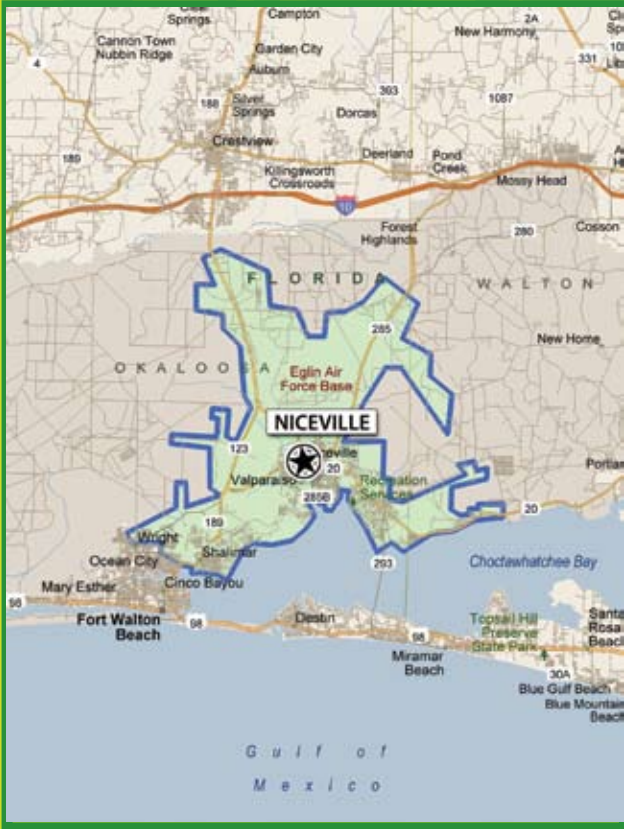 Springs
Campton
2A
New Harmony
Cannon Town
Nubbin Ridge
Garden City
4
331
Auburn
393
1087
188
Silver
Springs
Dorcas
Crestview
189
Deerland
Pond
Creek
Killingsworth
Crossroads
Mossy Head
10
Forest
Highlands
280
Cosson
FLORIDA
WALTON
285
New Home
OKALOOSA
Eglin Air
Force Base
NICEVILLE
123
20
Valparaiso
Recreation
Services
285B
20
189
Wright
Ocean City
Shalimar
293
Choctawhatchee Bay
Mary Esther
Cinco Bayou
98
Fort Walton
Beach
98
Destin
98
Topsail Hill
Preserve
State Park
Santa
Rosa
Miramar
Beach
30A
Blue Gulf Beach
Blue Mountain
Gulf of
Mexico